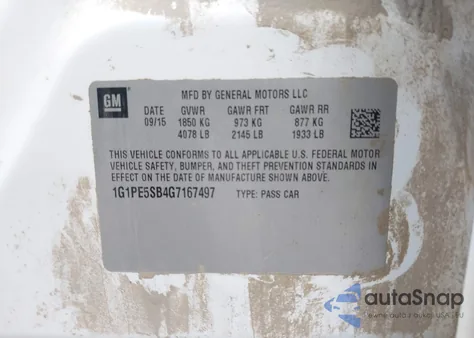 GM
MFD BY GENERAL MOTORS LLC
DATE GVWR GAWR FRT GAWR RR
09/15 1850 KG 973 KG 877 KG
4078 LB 2145 LB 1933 LB
THIS VEHICLE CONFORMS TO ALL APPLICABLE U.S. FEDERAL MOTOR
VEHICLE SAFETY, BUMPER, AND THEFT PREVENTION STANDARDS IN
EFFECT ON THE DATE OF MANUFACTURE SHOWN ABOVE.
1G1PE5SB4G7167497 TYPE: PASS CAR
autoSnap